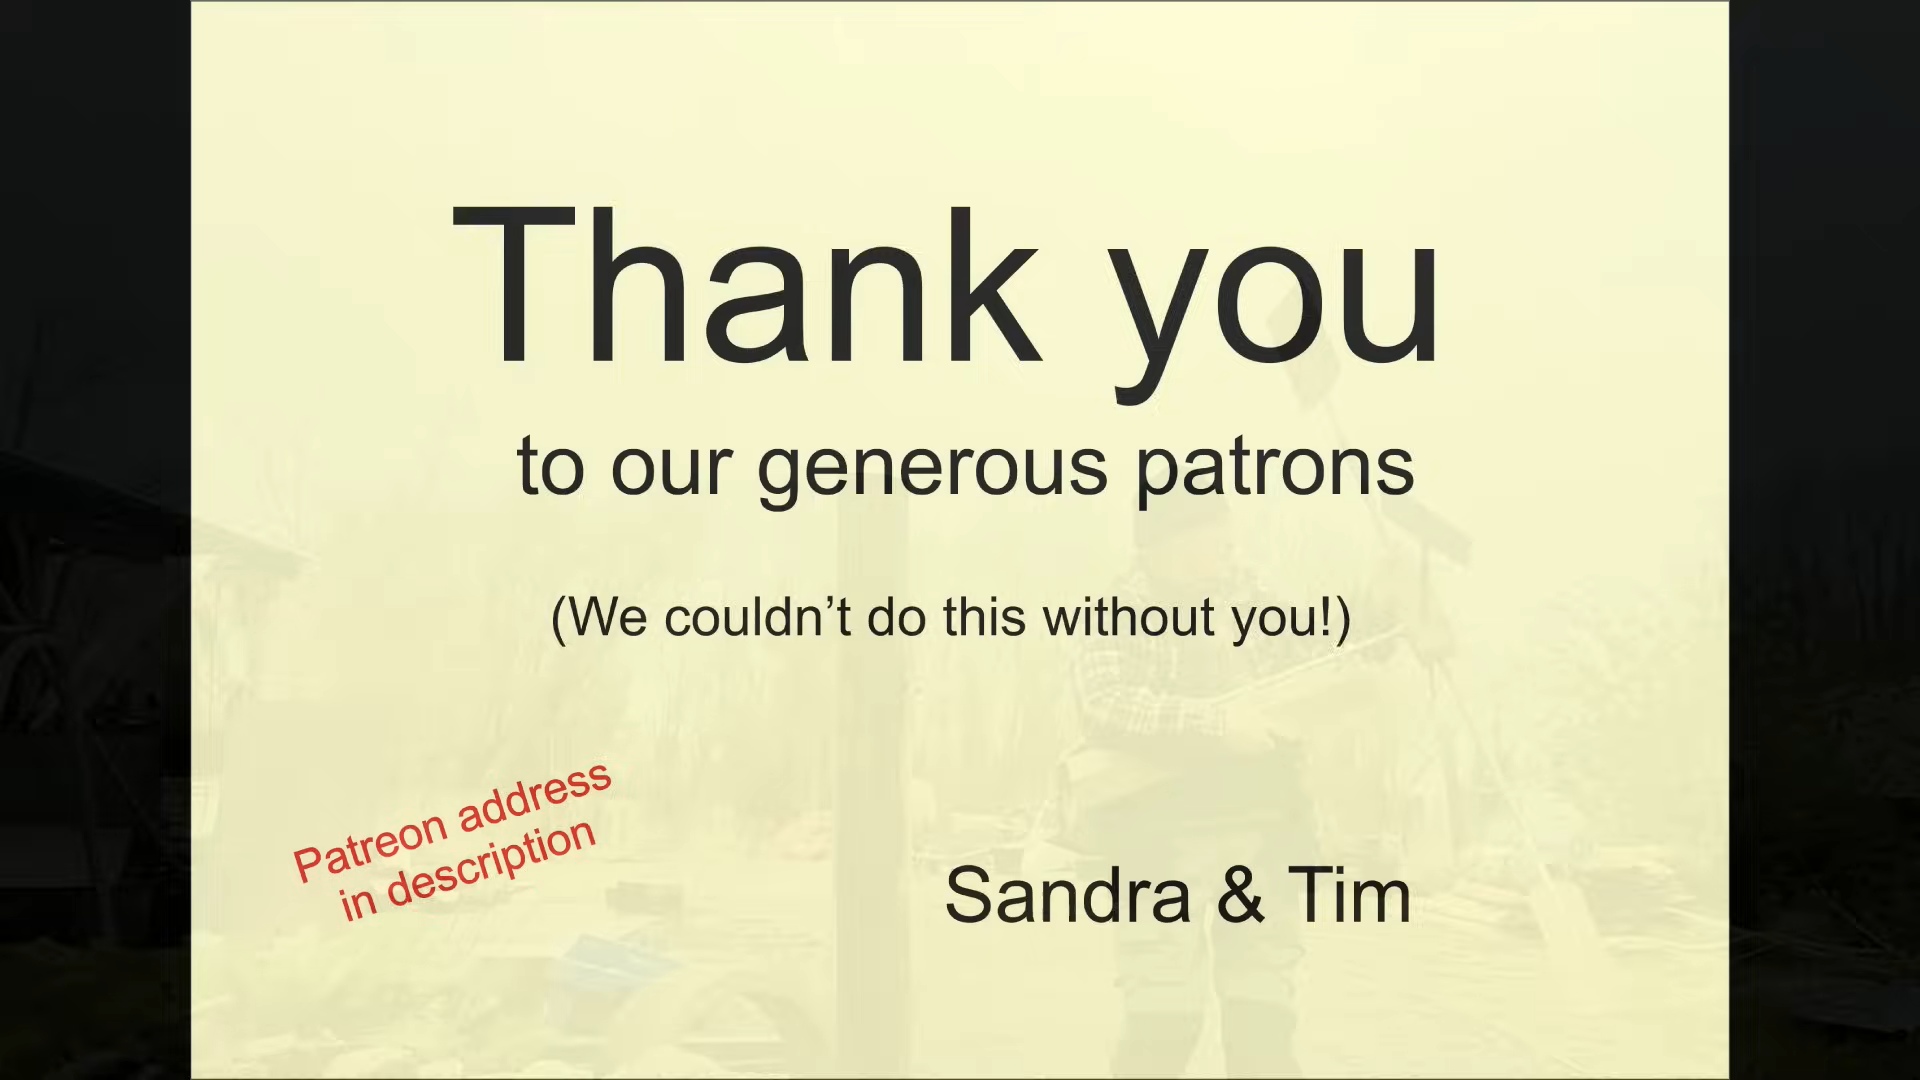 Thank you
to our generous patrons
(We couldn’t do this without you!)
Patreon address
in description
Sandra & Tim